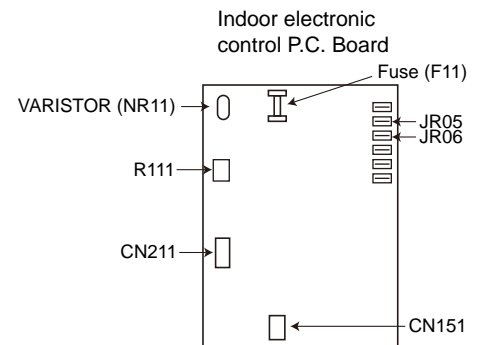 Indoor electronic
control P.C. Board
Fuse (F11)
VARISTOR (NR11)
JR05
JR06
R111
CN211
CN151